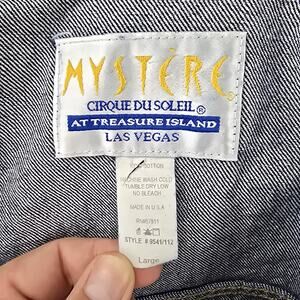 MYSTÈRE
CIRQUE DU SOLEIL®
AT TREASURE ISLAND
LAS VEGAS
COTTON
MACHINE WASH COLD
TUMBLE DRY LOW
NO BLEACH
MADE IN U.S.A
STYLE # 9541/112
Large